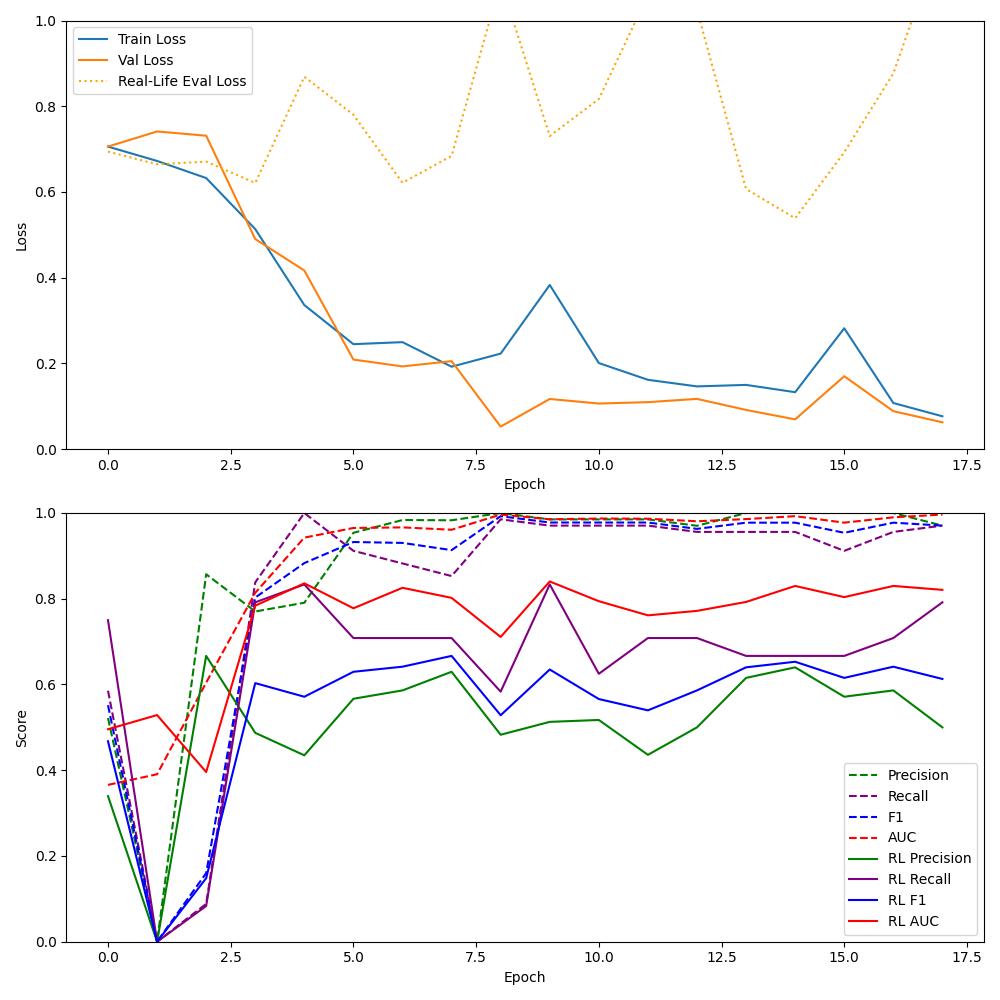 1.0
0.8
0.6
0.4
0.2
0.0
Loss
Train Loss
Val Loss
Real-Life Eval Loss
0.0 2.5 5.0 7.5 10.0 12.5 15.0 17.5
Epoch
1.0
0.8
0.6
0.4
0.2
0.0
Score
Precision
Recall
F1
AUC
RL Precision
RL Recall
RL F1
RL AUC
0.0 2.5 5.0 7.5 10.0 12.5 15.0 17.5
Epoch